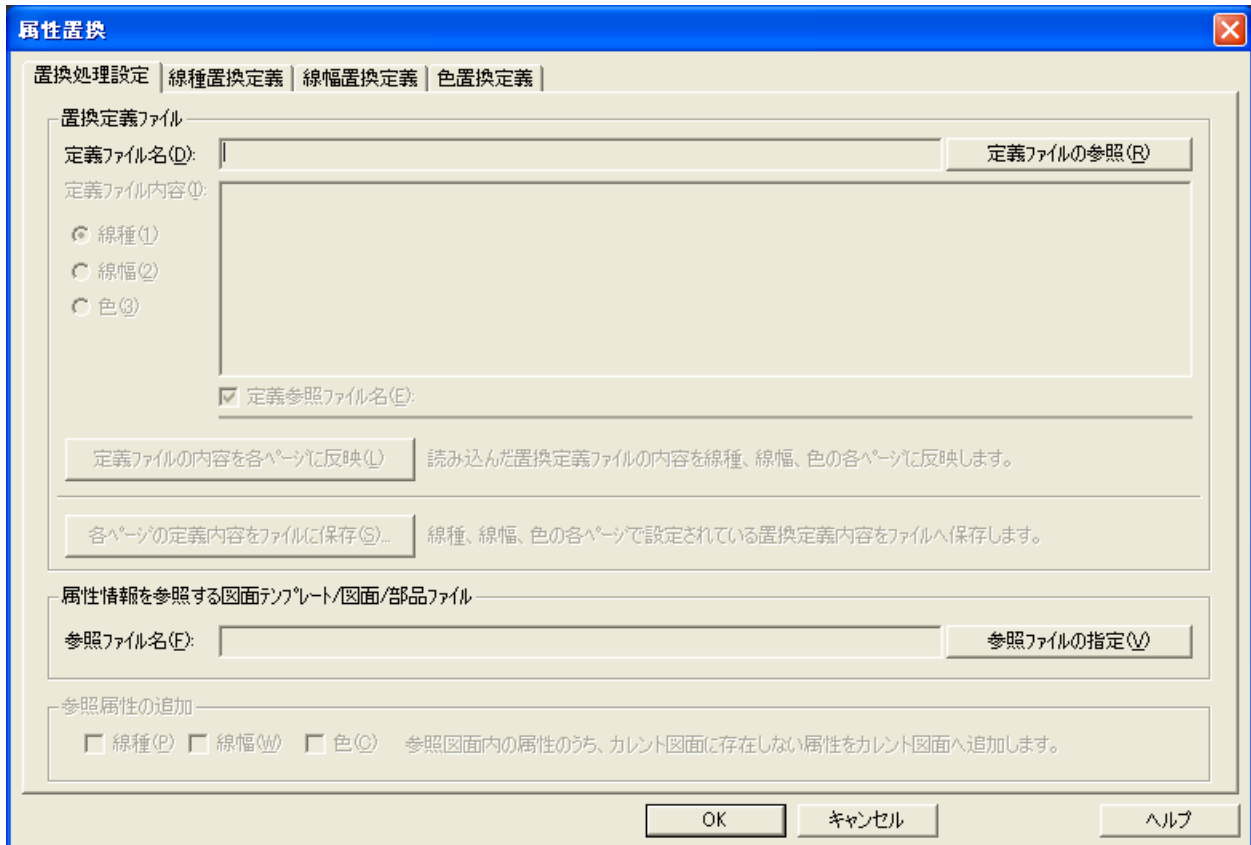 属性置換
置換処理設定 線種置換定義 線幅置換定義 色置換定義
置換定義ファイル
定義ファイル名(D): 定義ファイルの参照(R)
定義ファイル内容(I):
線種(1)
線幅(2)
色(3)
定義参照ファイル名(E):
定義ファイルの内容を各ページに反映(L) 読み込んだ置換定義ファイルの内容を線種、線幅、色の各ページに反映します。
各ページの定義内容をファイルに保存(S)... 線種、線幅、色の各ページで設定されている置換定義内容をファイルへ保存します。
属性情報を参照する図面テンプレート/図面/部品ファイル
参照ファイル名(F): 参照ファイルの指定(V)
参照属性の追加
線種(P) 線幅(W) 色(C) 参照図面内の属性のうち、カレント図面に存在しない属性をカレント図面へ追加します。
OK キャンセル ヘルプ